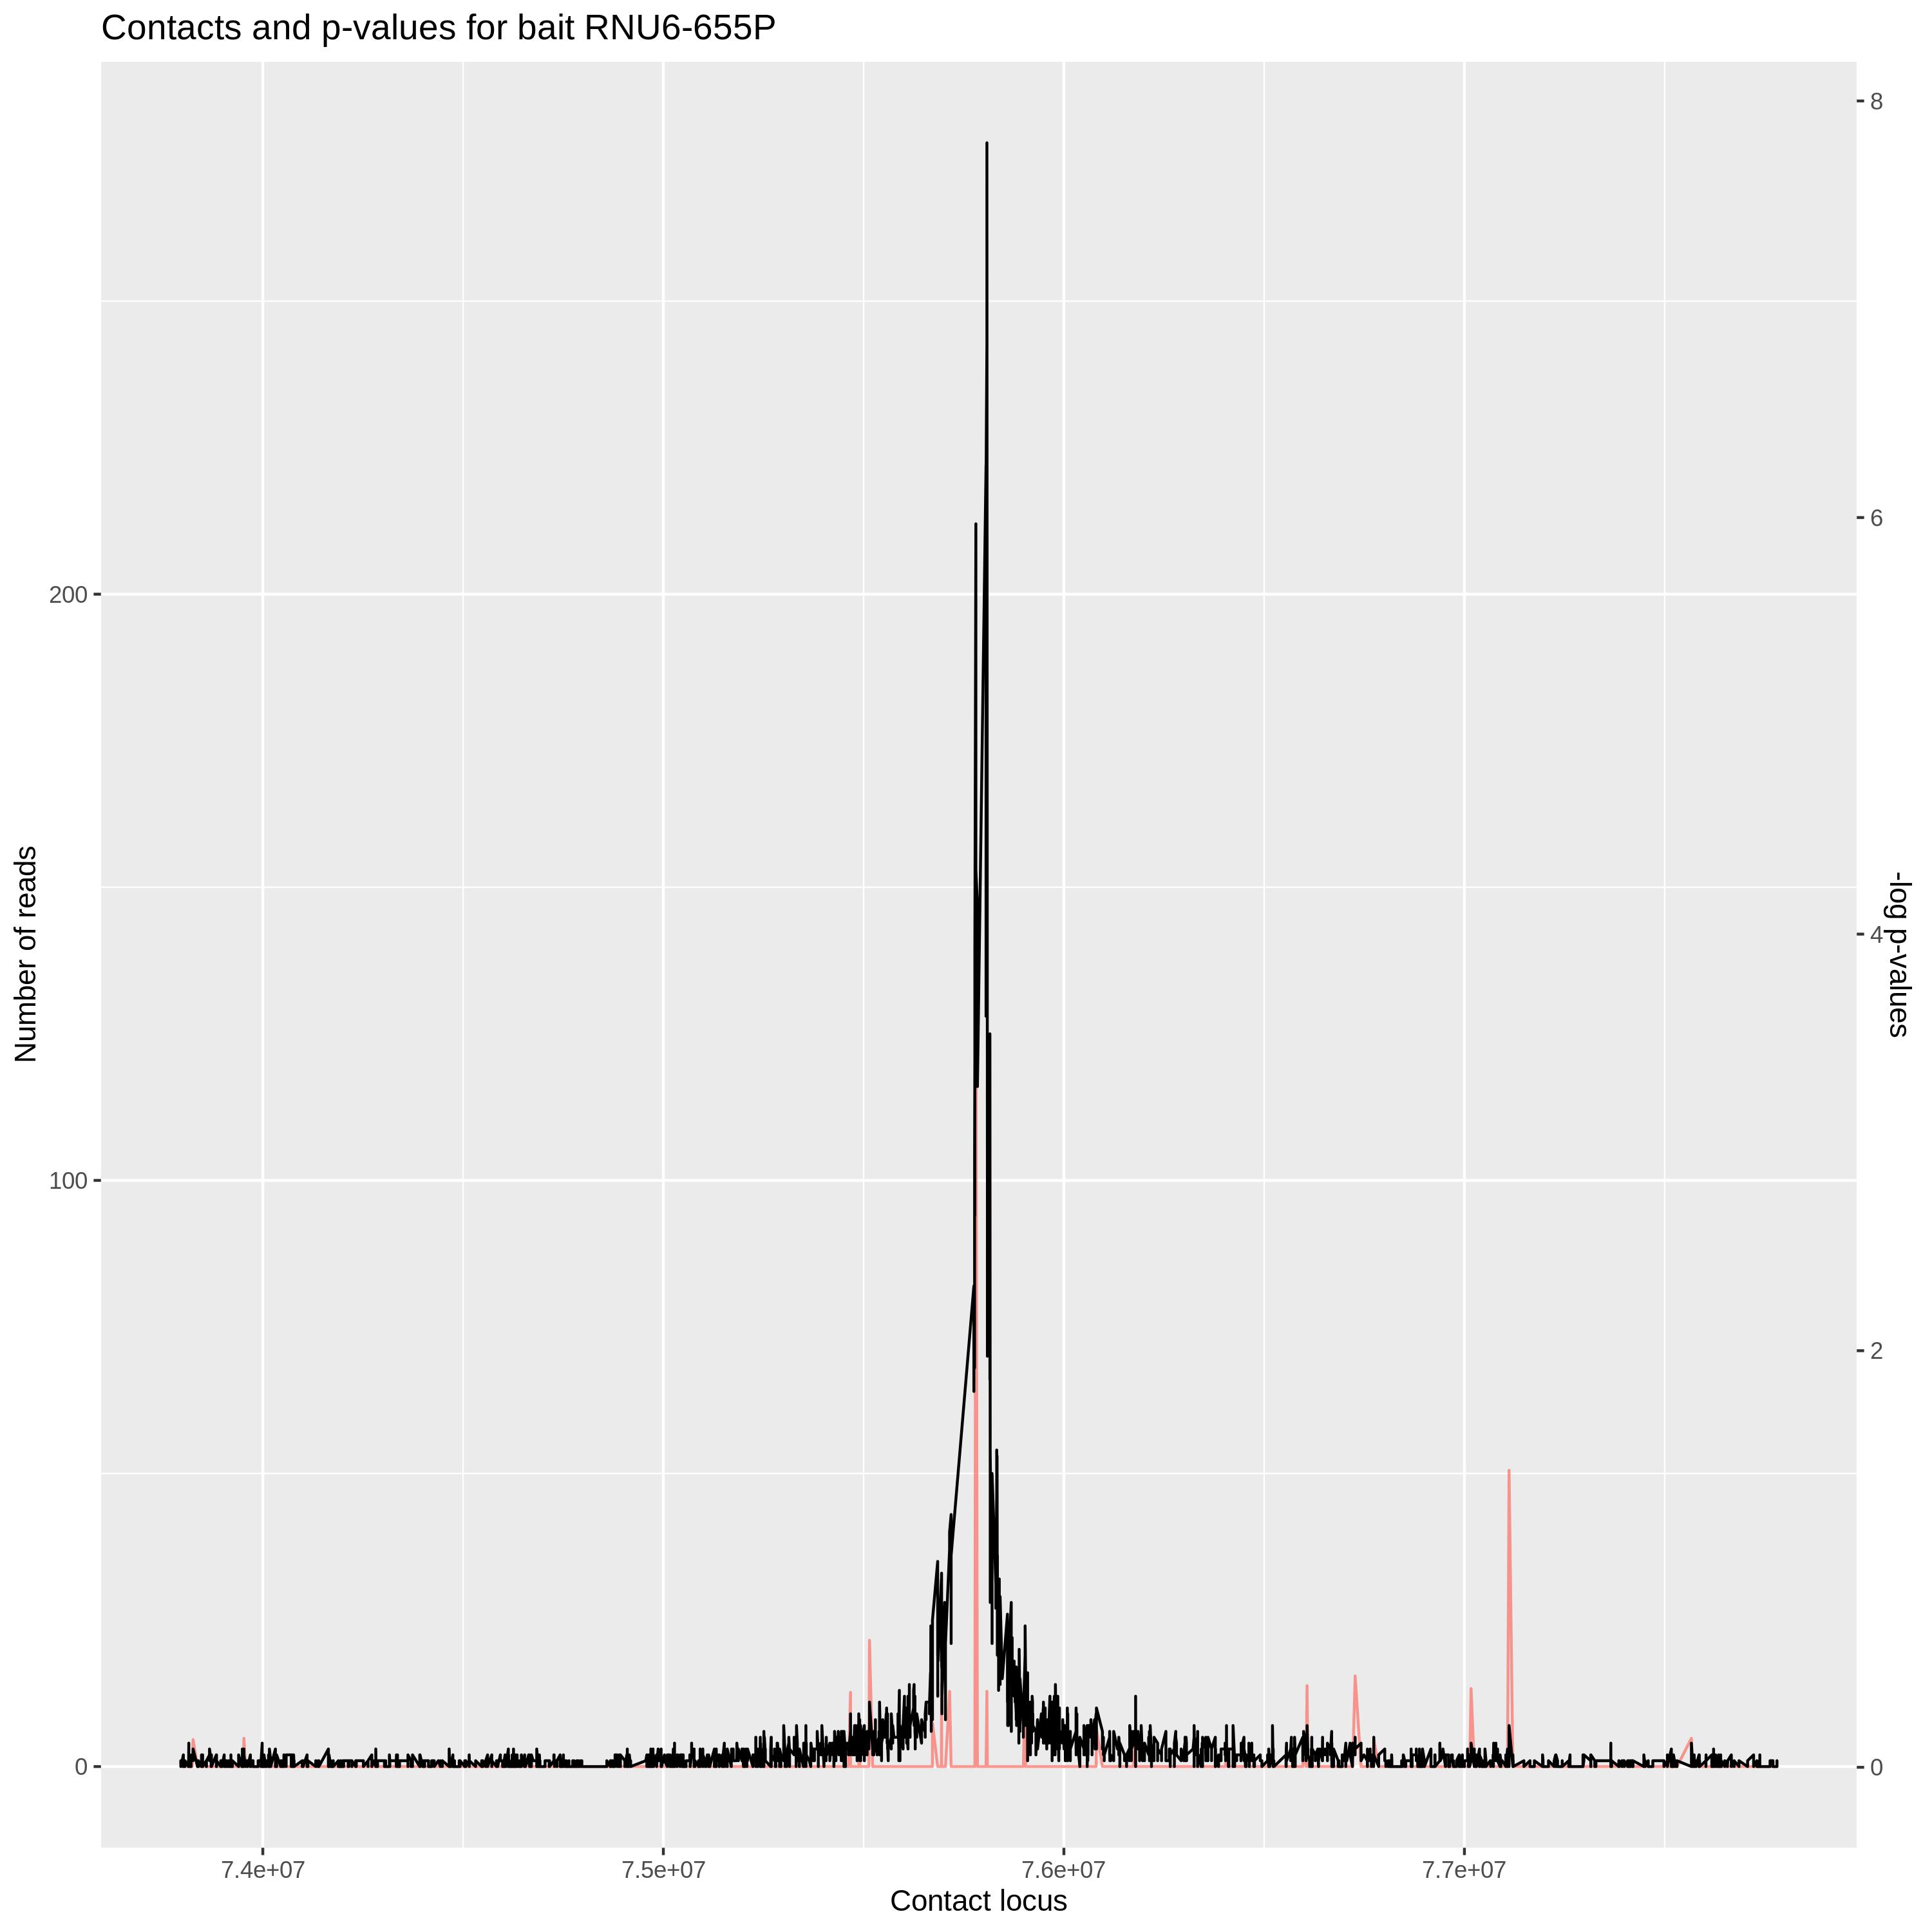 Contacts and p-values for bait RNU6-655P
8
6
200
4
-log p-values
Number of reads
100
2
0
0
7.4e+07
7.5e+07
7.6e+07
7.7e+07
Contact locus